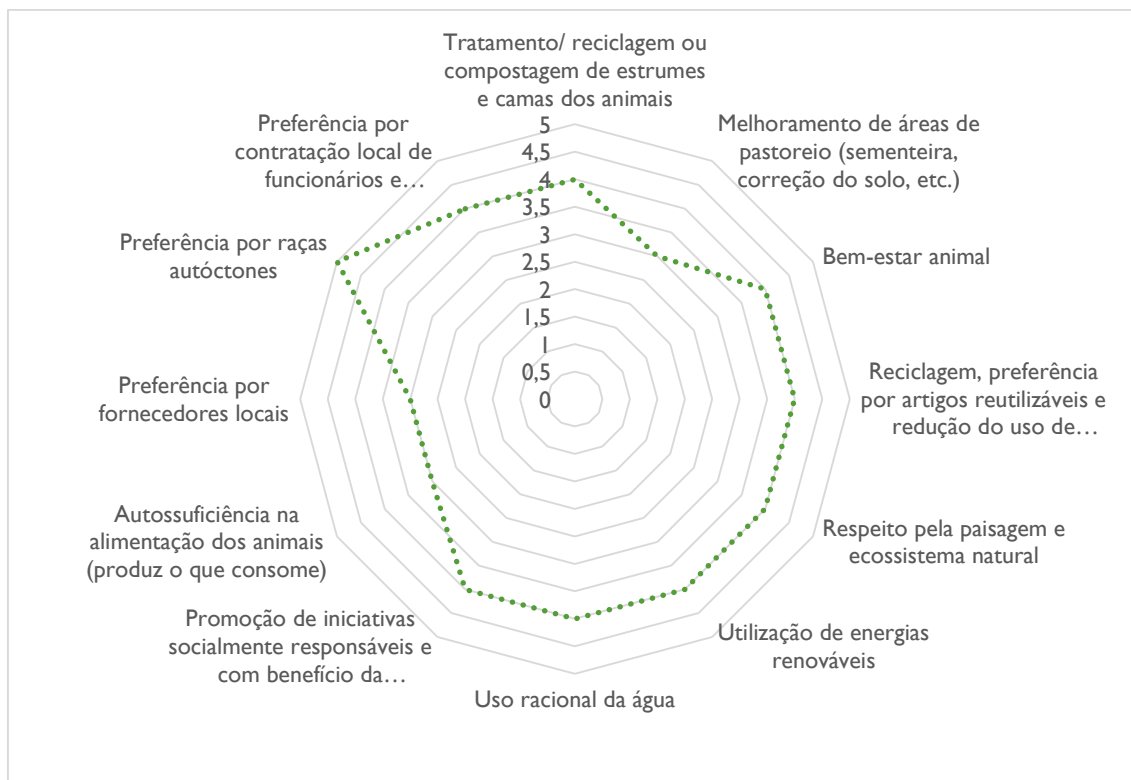 Tratamento/ reciclagem ou
compostagem de estrumes
e camas dos animais
Melhoramento de áreas de
pastoreio (sementeira,
correção do solo, etc.)
Bem-estar animal
Reciclagem, preferência
por artigos reutilizáveis e
redução do uso de…
Respeito pela paisagem e
ecossistema natural
Utilização de energias
renováveis
Uso racional da água
Promoção de iniciativas
socialmente responsáveis e
com benefício da…
Autossuficiência na
alimentação dos animais
(produz o que consome)
Preferência por
fornecedores locais
Preferência por raças
autóctones
Preferência por
contratação local de
funcionários e…
5
4,5
4
3,5
3
2,5
2
1,5
1
0,5
0